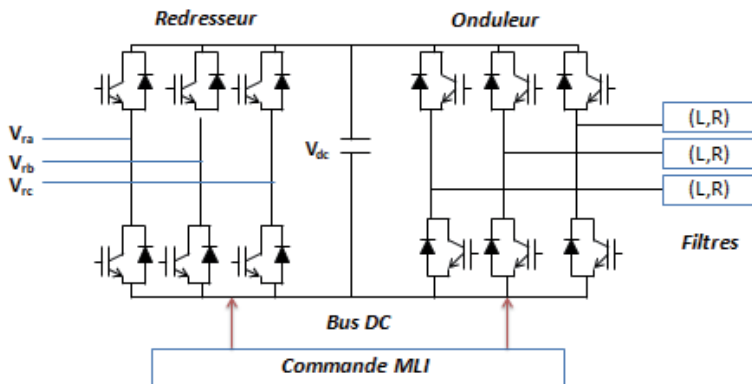 Redresseur
Onduleur
Vra
Vrb
Vrc
Vdc
(L,R)
(L,R)
(L,R)
Filtres
Bus DC
Commande MLI